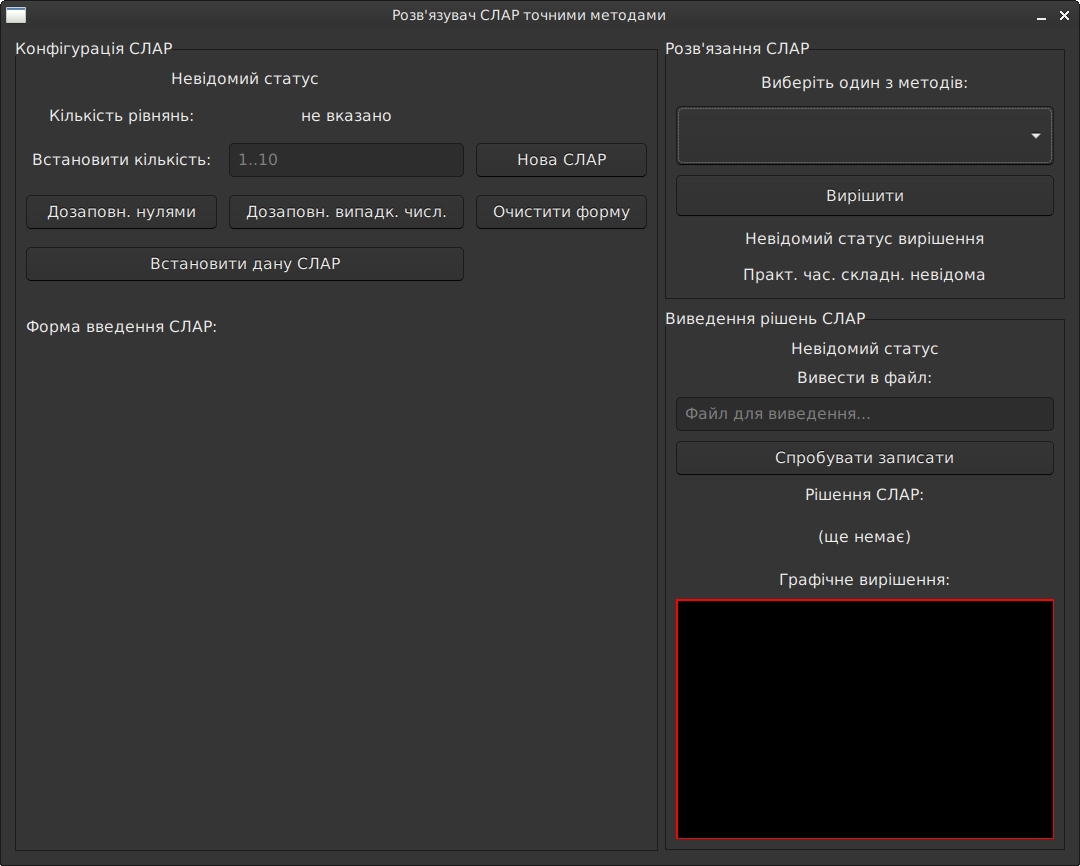 Розв'язувач СЛАР точними методами
Конфігурація СЛАР
Невідомий статус
Кількість рівнянь: не вказано
Встановити кількість: 1..10 Нова СЛАР
Дозаповн. нулями Дозаповн. випадк. числ. Очистити форму
Встановити дану СЛАР
Форма введення СЛАР:
Розв'язання СЛАР
Виберіть один з методів:
Вирішити
Невідомий статус вирішення
Практ. час. складн. невідома
Виведення рішень СЛАР
Невідомий статус
Вивести в файл:
Файл для виведення...
Спробувати записати
Рішення СЛАР:
(ще немає)
Графічне вирішення: